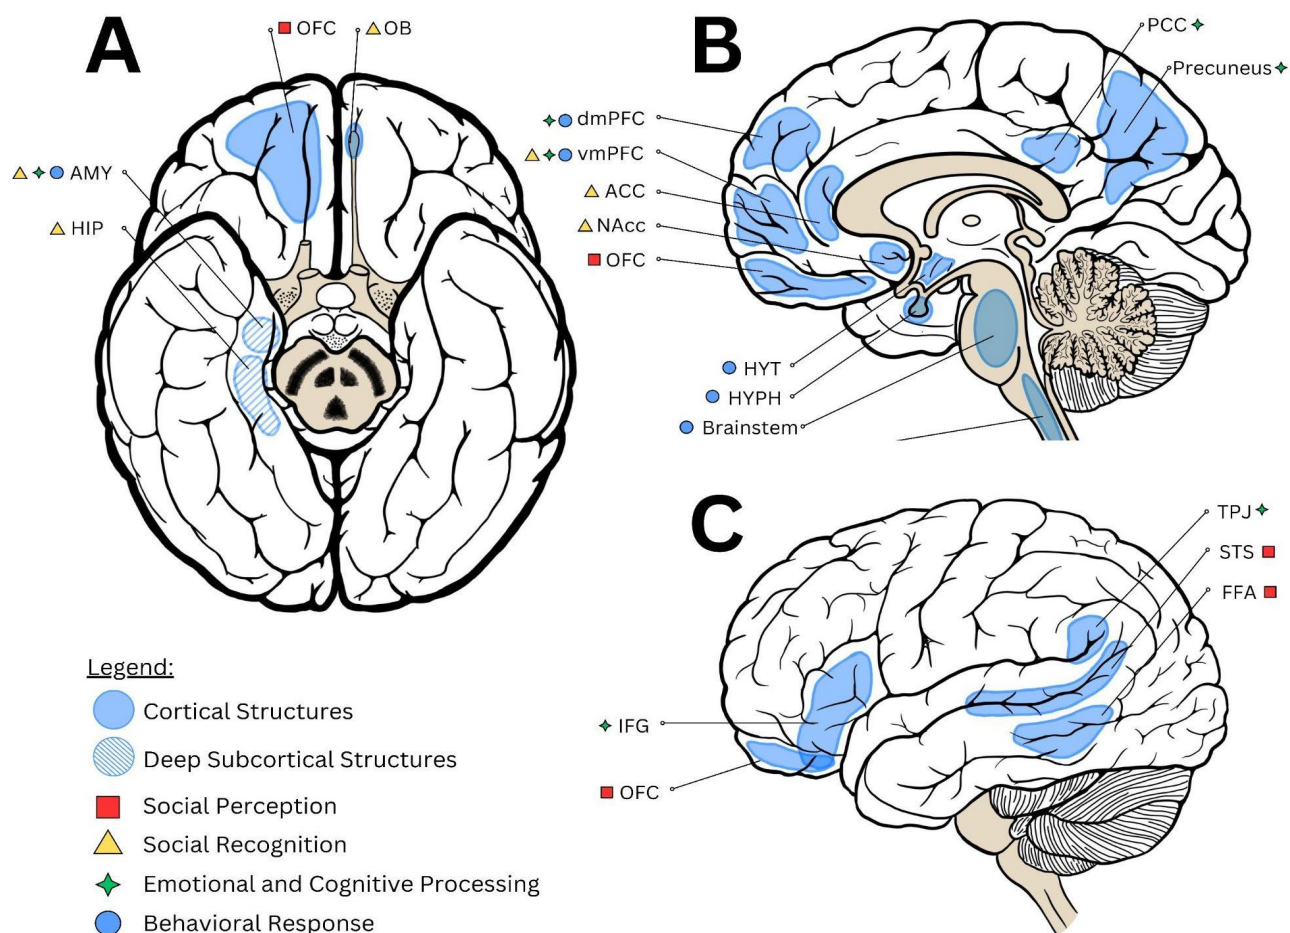 A
OFC
OB
AMY
HIP
B
PCC
Precuneus
dmPFC
vmPFC
ACC
NAcc
OFC
HYT
HYPH
Brainstem
C
TPJ
STS
FFA
IFG
OFC
Legend:
Cortical Structures
Deep Subcortical Structures
Social Perception
Social Recognition
Emotional and Cognitive Processing
Behavioral Response